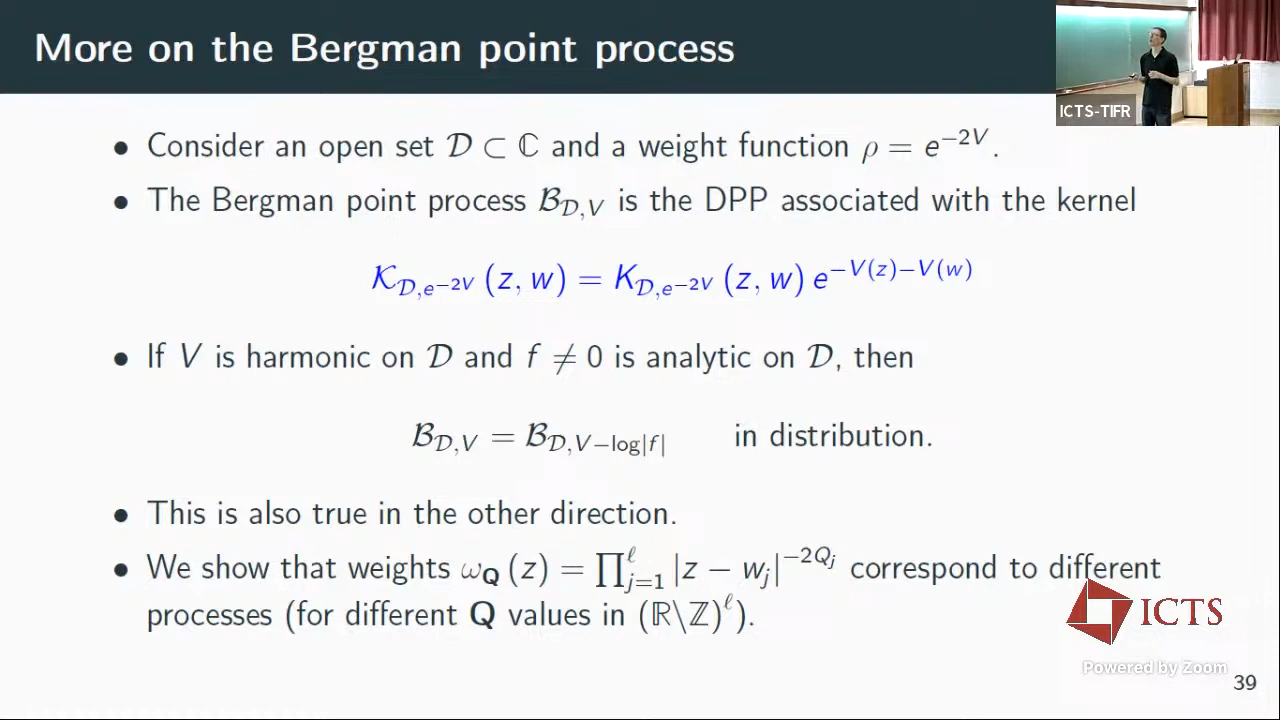 More on the Bergman point process
ICTS-TIFR
• Consider an open set 𝒟 ⊂ ℂ and a weight function ρ = e^{−2V}.
• The Bergman point process ℬ_{𝒟,V} is the DPP associated with the kernel
𝒦_{𝒟,e^{−2V}} (z, w) = K_{𝒟,e^{−2V}} (z, w) e^{−V(z)−V(w)}
• If V is harmonic on 𝒟 and f ≠ 0 is analytic on 𝒟, then
ℬ_{𝒟,V} = ℬ_{𝒟,V−log|f|} in distribution.
• This is also true in the other direction.
• We show that weights ω_𝐐 (z) = ∏_{j=1}^{ℓ} |z − w_j|^{−2Q_j} correspond to different
processes (for different 𝐐 values in (ℝ\ℤ)^ℓ).
ICTS
Powered by Zoom
39